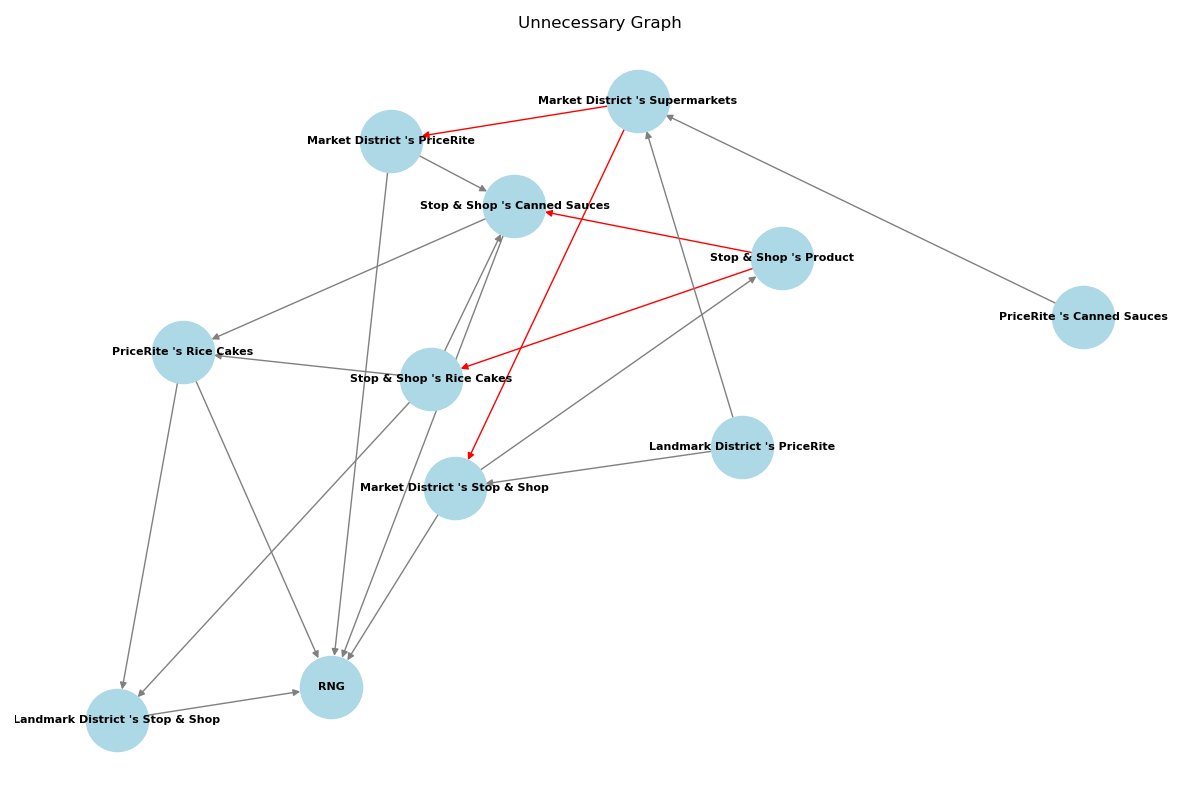 Unnecessary Graph
Market District 's Supermarkets
Market District 's PriceRite
Stop & Shop 's Canned Sauces
Stop & Shop 's Product
PriceRite 's Canned Sauces
PriceRite 's Rice Cakes
Stop & Shop 's Rice Cakes
Landmark District 's PriceRite
Market District 's Stop & Shop
RNG
Landmark District 's Stop & Shop